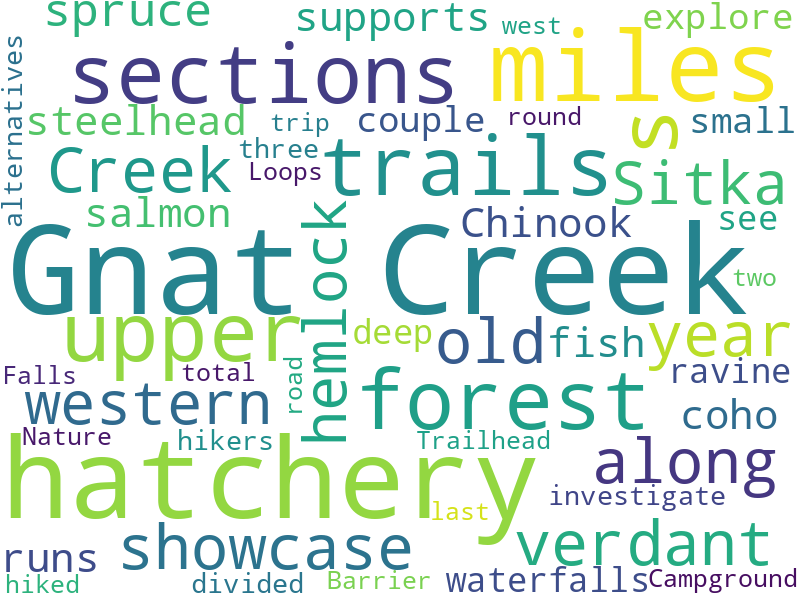 spruce
supports
west
explore
sections
miles
alternatives
steelhead
trip
couple
round
s
small
three
Loops
Creek
trails
Sitka
salmon
Chinook
see
Gnat
Creek
hemlock
two
upper
deep
old
fish
year
Falls
total
road
ravine
western
forest
coho
Nature
hikers
Trailhead
along
hatchery
last
investigate
runs
showcase
verdant
hiked
divided
Barrier
waterfalls
Campground